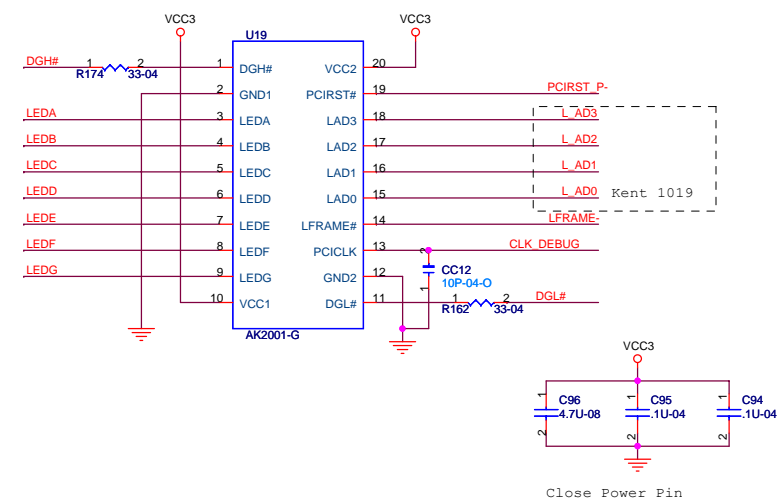 VCC3 VCC3
U19
DGH# 1 2 1 DGH# VCC2 20
R174 33-04
2 GND1 PCIRST# 19 PCIRST_P-
LEDA 3 LEDA LAD3 18 L_AD3
LEDB 4 LEDB LAD2 17 L_AD2
LEDC 5 LEDC LAD1 16 L_AD1
LEDD 6 LEDD LAD0 15 L_AD0 Kent 1019
LEDE 7 LEDE LFRAME# 14 LFRAME-
LEDF 8 LEDF PCICLK 13 CLK_DEBUG
2
LEDG 9 LEDG GND2 12 CC12
10P-04-O
1
10 VCC1 DGL# 11 1 2 DGL#
R162 33-04
AK2001-G
VCC3
1 C96 1 C95 1 C94
4.7U-08 .1U-04 .1U-04
2 2 2
Close Power Pin